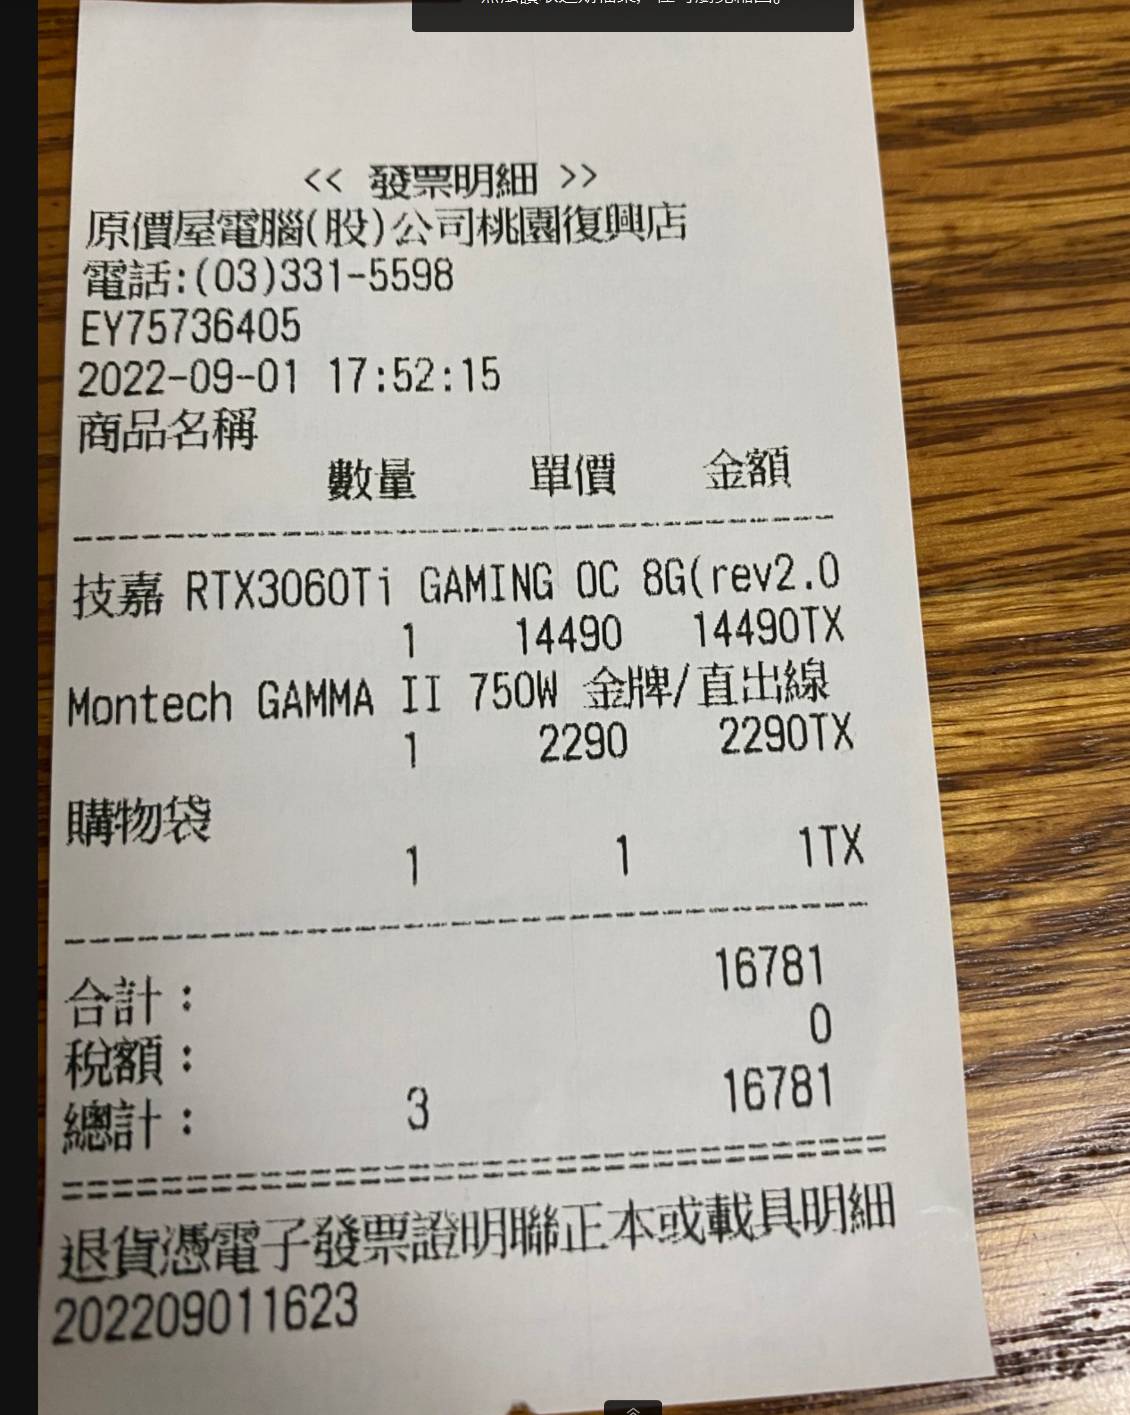 << 發票明細 >>
原價屋電腦(股)公司桃園復興店
電話:(03)331-5598
EY75736405
2022-09-01 17:52:15
商品名稱
數量 單價 金額
技嘉 RTX3060Ti GAMING OC 8G(rev2.0
1 14490 14490TX
Montech GAMMA II 750W 金牌/直出線
1 2290 2290TX
購物袋
1 1 1TX
合計： 16781
稅額： 0
總計： 3 16781
退貨憑電子發票證明聯正本或載具明細
202209011623